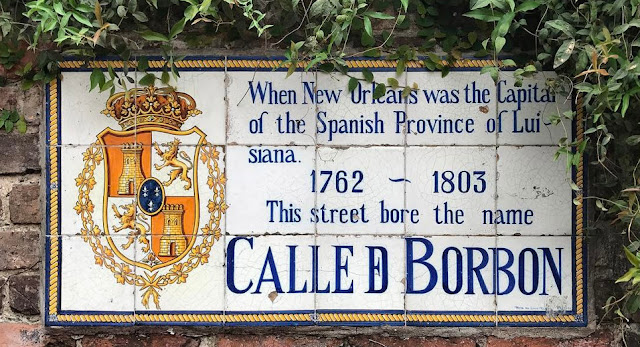 When New Orleans was the Capital
of the Spanish Province of Lui-
siana.
1762 ~ 1803
This street bore the name
CALLE D BORBON